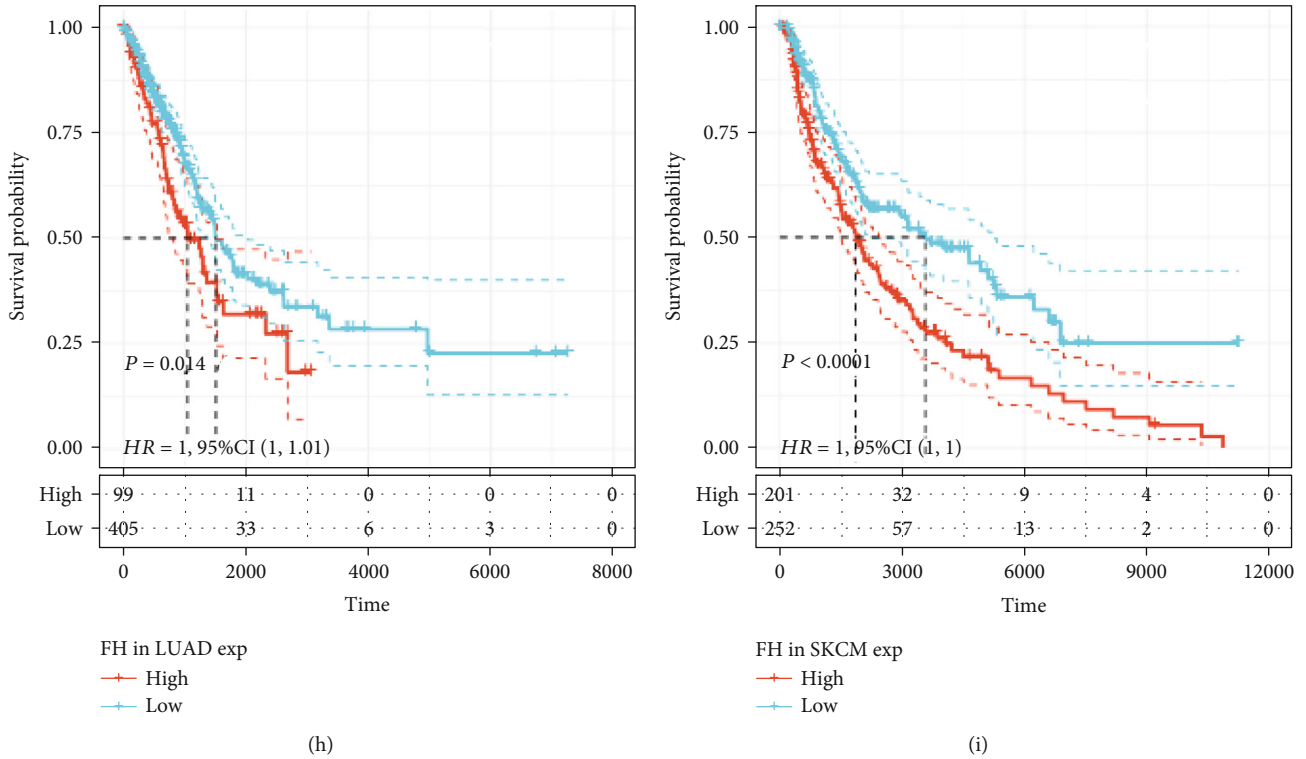 1.00
0.75
0.50
0.25
0.00
Survival probability
P = 0.014
HR = 1, 95%CI (1, 1.01)
High 99 11 0 0 0
Low 405 33 6 3 0
0 2000 4000 6000 8000
Time
FH in LUAD exp
High
Low
(h)
1.00
0.75
0.50
0.25
0.00
Survival probability
P < 0.0001
HR = 1, 95%CI (1, 1)
High 201 32 9 4 0
Low 252 57 13 2 0
0 3000 6000 9000 12000
Time
FH in SKCM exp
High
Low
(i)